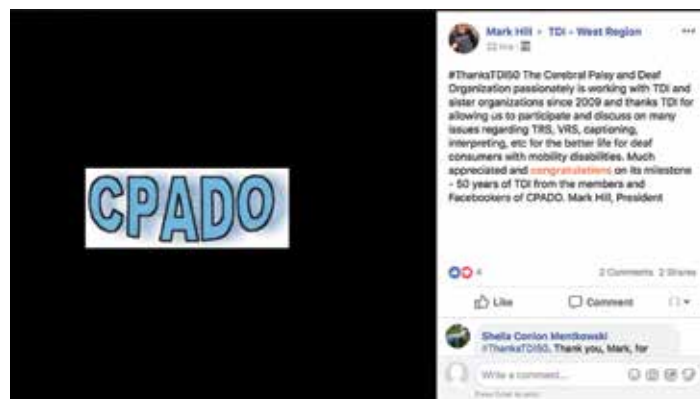 CPADO
Mark Hill ▸ TDI - West Region
22 hrs
#ThanksTDI50 The Cerebral Palsy and Deaf
Organization passionately is working with TDI and
sister organizations since 2009 and thanks TDI for
allowing us to participate and discuss on many
issues regarding TRS, VRS, captioning,
interpreting, etc for the better life for deaf
consumers with mobility disabilities. Much
appreciated and congratulations on its milestone
- 50 years of TDI from the members and
Facebookers of CPADO. Mark Hill, President
4
2 Comments 2 Shares
Like Comment
Sheila Conlon Mentkowski
#ThanksTDI50. Thank you, Mark, for
Write a comment...